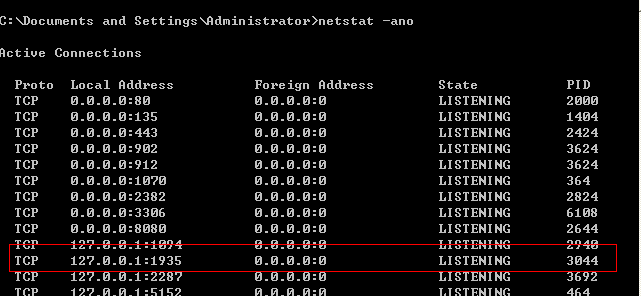 C:\Documents and Settings\Administrator>netstat -ano
Active Connections
Proto Local Address Foreign Address State PID
TCP 0.0.0.0:80 0.0.0.0:0 LISTENING 2000
TCP 0.0.0.0:135 0.0.0.0:0 LISTENING 1404
TCP 0.0.0.0:443 0.0.0.0:0 LISTENING 2424
TCP 0.0.0.0:902 0.0.0.0:0 LISTENING 3624
TCP 0.0.0.0:912 0.0.0.0:0 LISTENING 3624
TCP 0.0.0.0:1070 0.0.0.0:0 LISTENING 364
TCP 0.0.0.0:2382 0.0.0.0:0 LISTENING 2824
TCP 0.0.0.0:3306 0.0.0.0:0 LISTENING 6108
TCP 0.0.0.0:8080 0.0.0.0:0 LISTENING 2644
TCP 127.0.0.1:1094 0.0.0.0:0 LISTENING 2940
TCP 127.0.0.1:1935 0.0.0.0:0 LISTENING 3044
TCP 127.0.0.1:2287 0.0.0.0:0 LISTENING 3692
TCP 127.0.0.1:5152 0.0.0.0:0 LISTENING 464